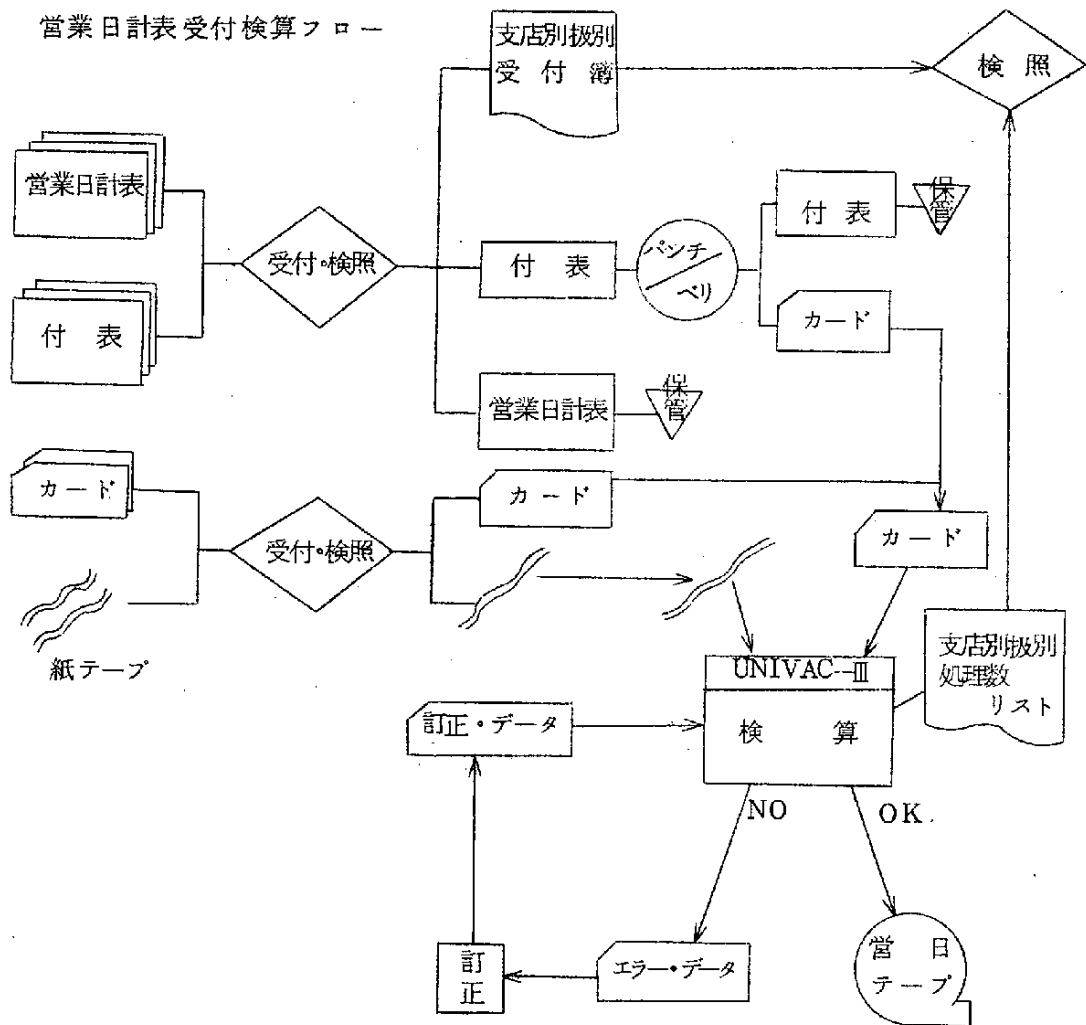 営業日計表受付検算フロー
支店別扱別
受付簿
検照
営業日計表
付表
受付・検照
付表
パンチ
ベリ
付表
保管
カード
営業日計表
保管
カード
受付・検照
カード
カード
紙テープ
UNIVAC-Ⅲ
検算
支店別扱別
処理数
リスト
訂正・データ
NO
OK
訂正
エラー・データ
営日
テープ